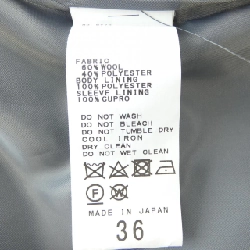 FABRIC
60%WOOL
40%POLYESTER
BODY LINING
100%POLYESTER
SLEEVE LINING
100%CUPRO
DO NOT WASH
DO NOT BLEACH
DO NOT TUMBLE DRY
COOL IRON
DRY CLEAN
DO NOT WET CLEAN
F W
MADE IN JAPAN
36